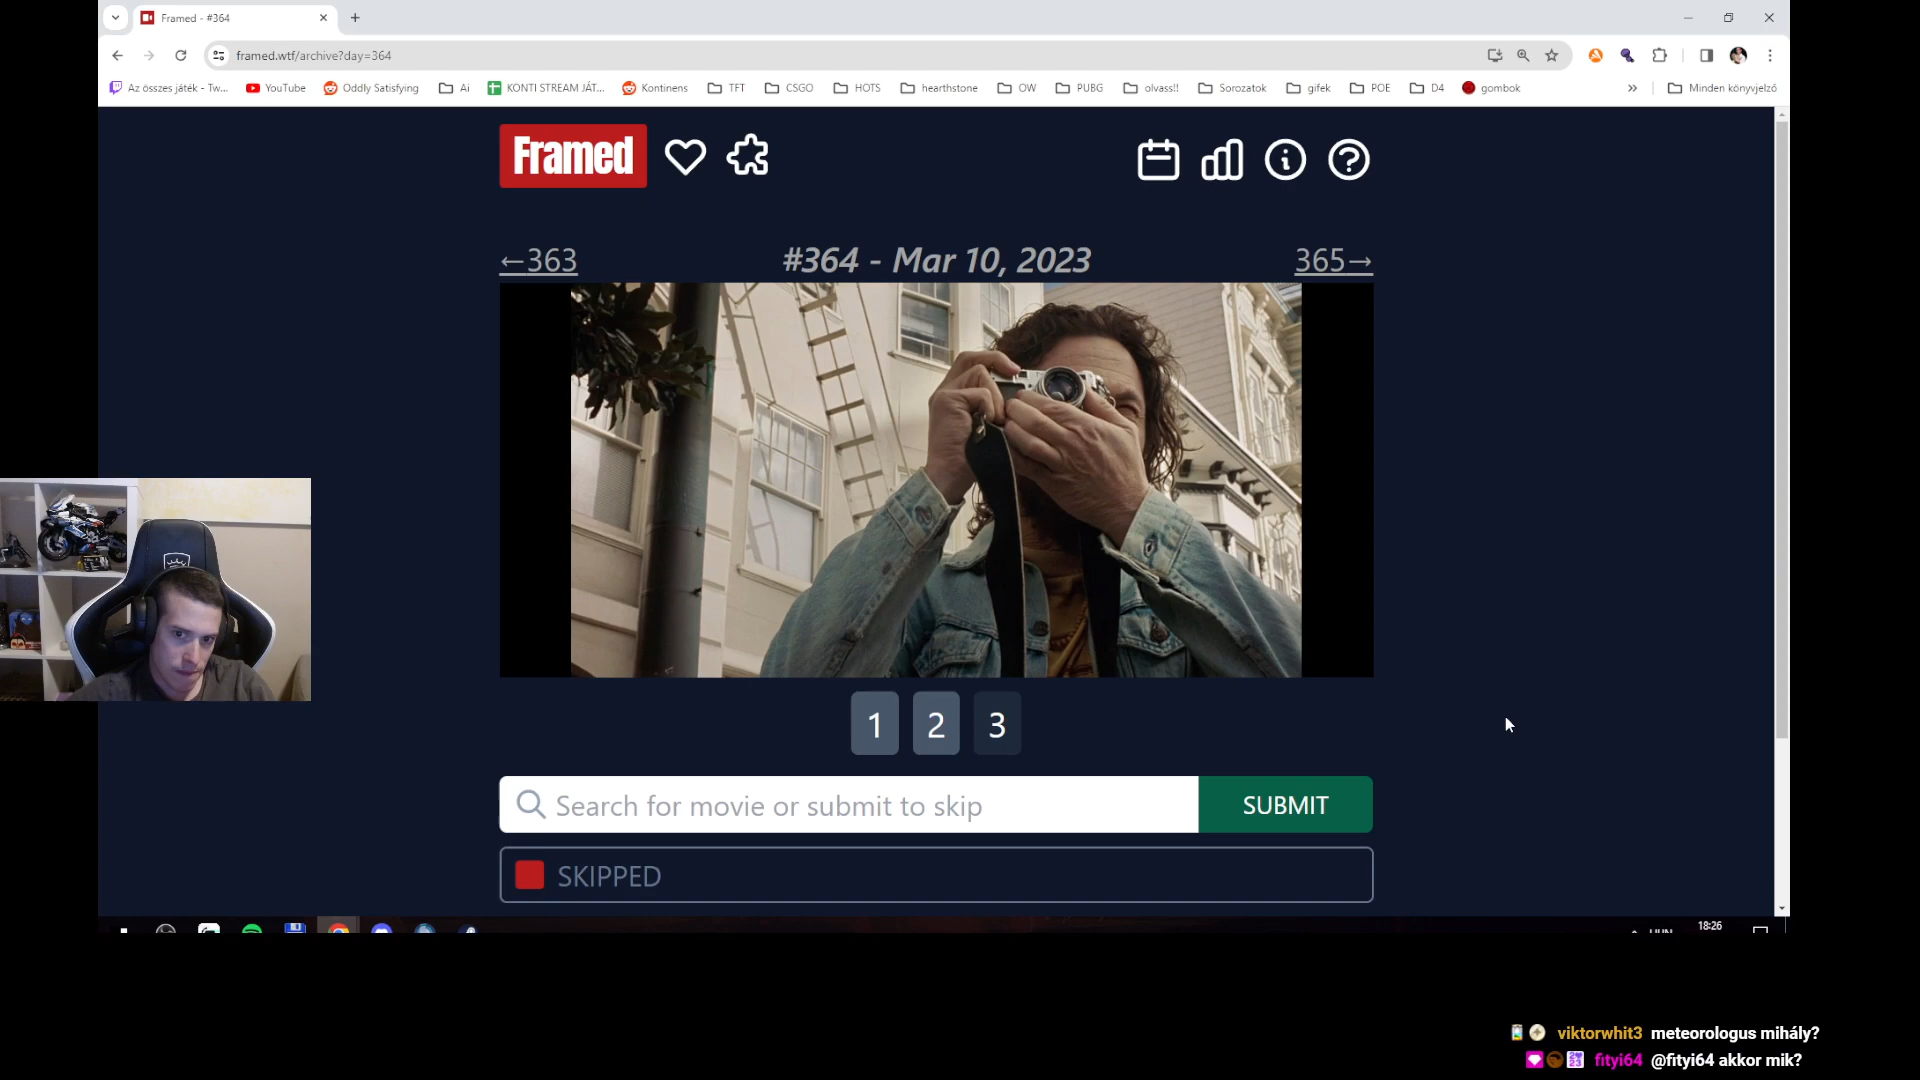 Framed - #364
framed.wtf/archive?day=364
Az összes játék - Tw...
YouTube
Oddly Satisfying
Ai
KONTI STREAM JÁT...
Kontinens
TFT
CSGO
HOTS
hearthstone
OW
PUBG
olvass!!
Sorozatok
gifek
POE
D4
gombok
»
Minden könyvjelző
Framed
←363
#364 - Mar 10, 2023
365→
1 2 3
Search for movie or submit to skip
SUBMIT
SKIPPED
18:26
viktorwhit3 meteorologus mihály?
fityi64 @fityi64 akkor mik?